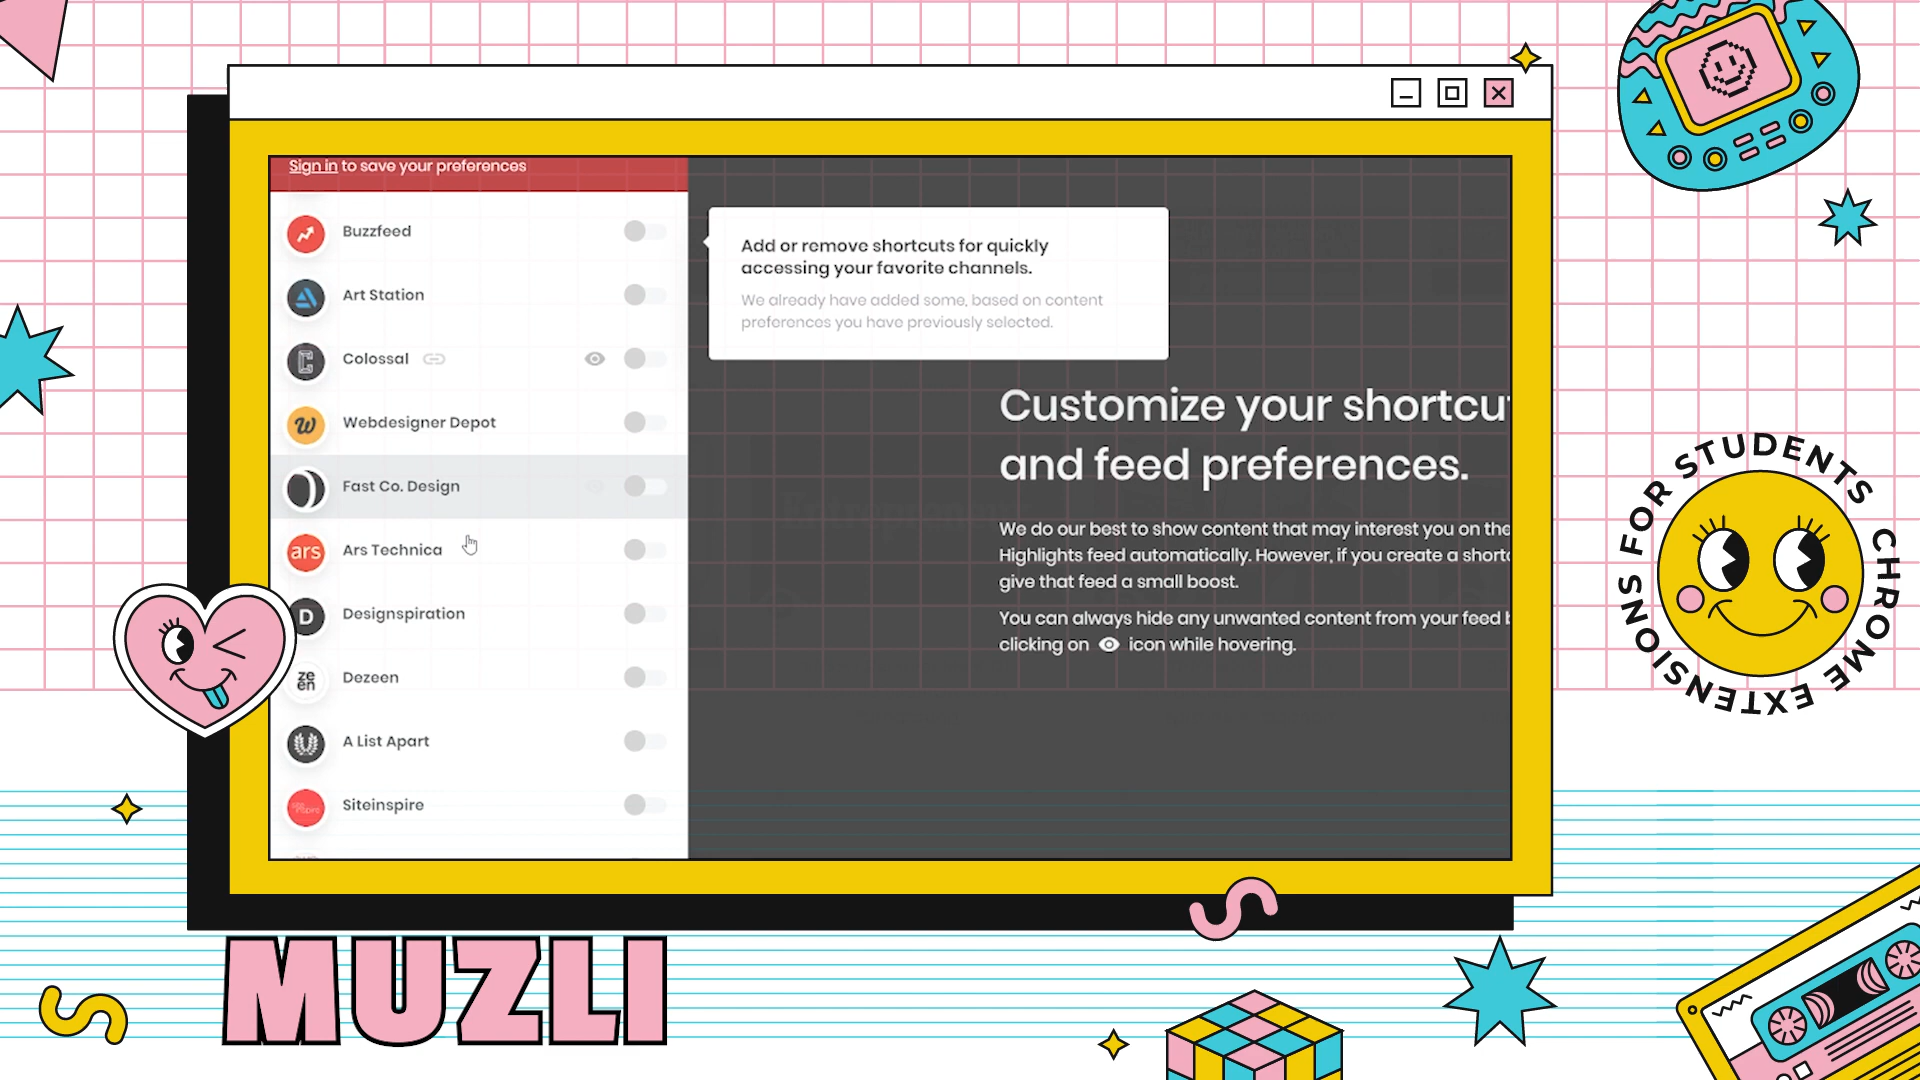 Sign in to save your preferences
Buzzfeed
Art Station
Colossal
Webdesigner Depot
Fast Co. Design
ars
Ars Technica
D
Designspiration
ze
en
Dezeen
A List Apart
Siteinspire
Add or remove shortcuts for quickly
accessing your favorite channels.
We already have added some, based on content
preferences you have previously selected.
Customize your shortcu
and feed preferences.
We do our best to show content that may interest you on the
Highlights feed automatically. However, if you create a shorto
give that feed a small boost.
You can always hide any unwanted content from your feed b
clicking on icon while hovering.
CHROME EXTENSIONS FOR STUDENTS
MUZLI